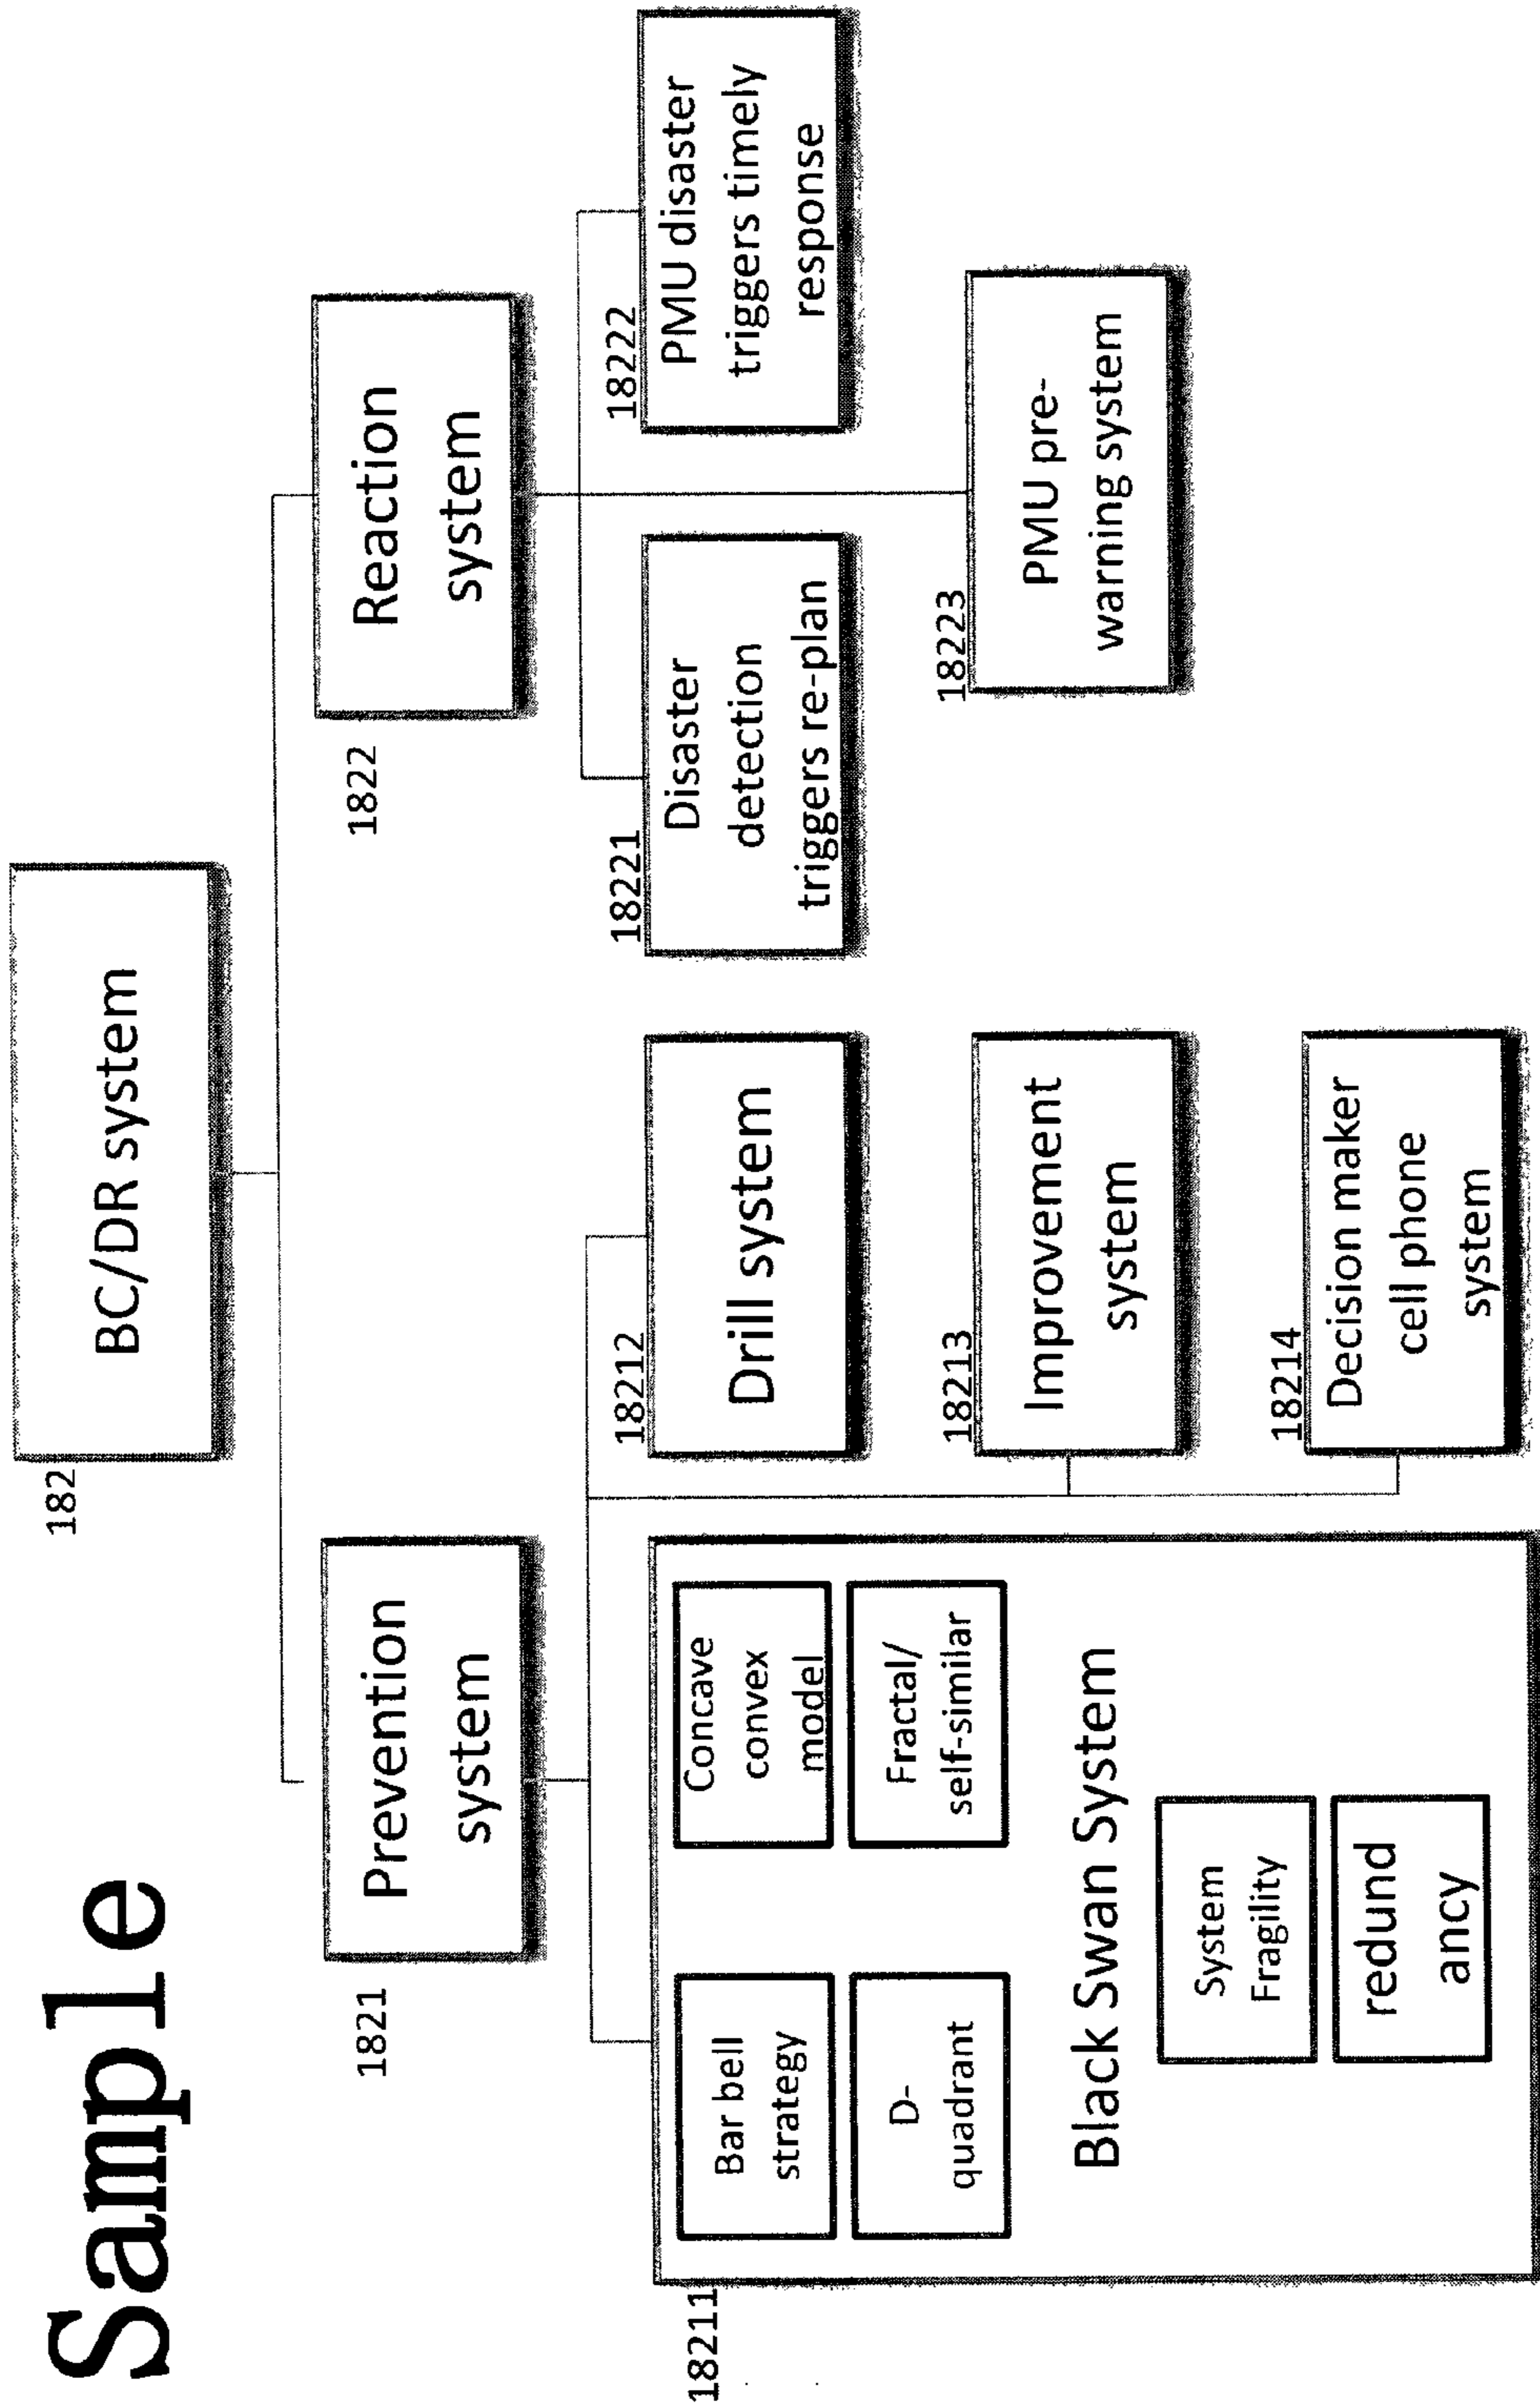 Sample
182
BC/DR system
1821
Prevention
system
1822
Reaction
system
18211
Bar bell
strategy
Concave
convex
model
D-
quadrant
Fractal/
self-similar
Black Swan System
System
Fragility
redund
ancy
18212
Drill system
18213
Improvement
system
18214
Decision maker
cell phone
system
18221
Disaster
detection
triggers re-plan
18222
PMU disaster
triggers timely
response
18223
PMU pre-
warning system